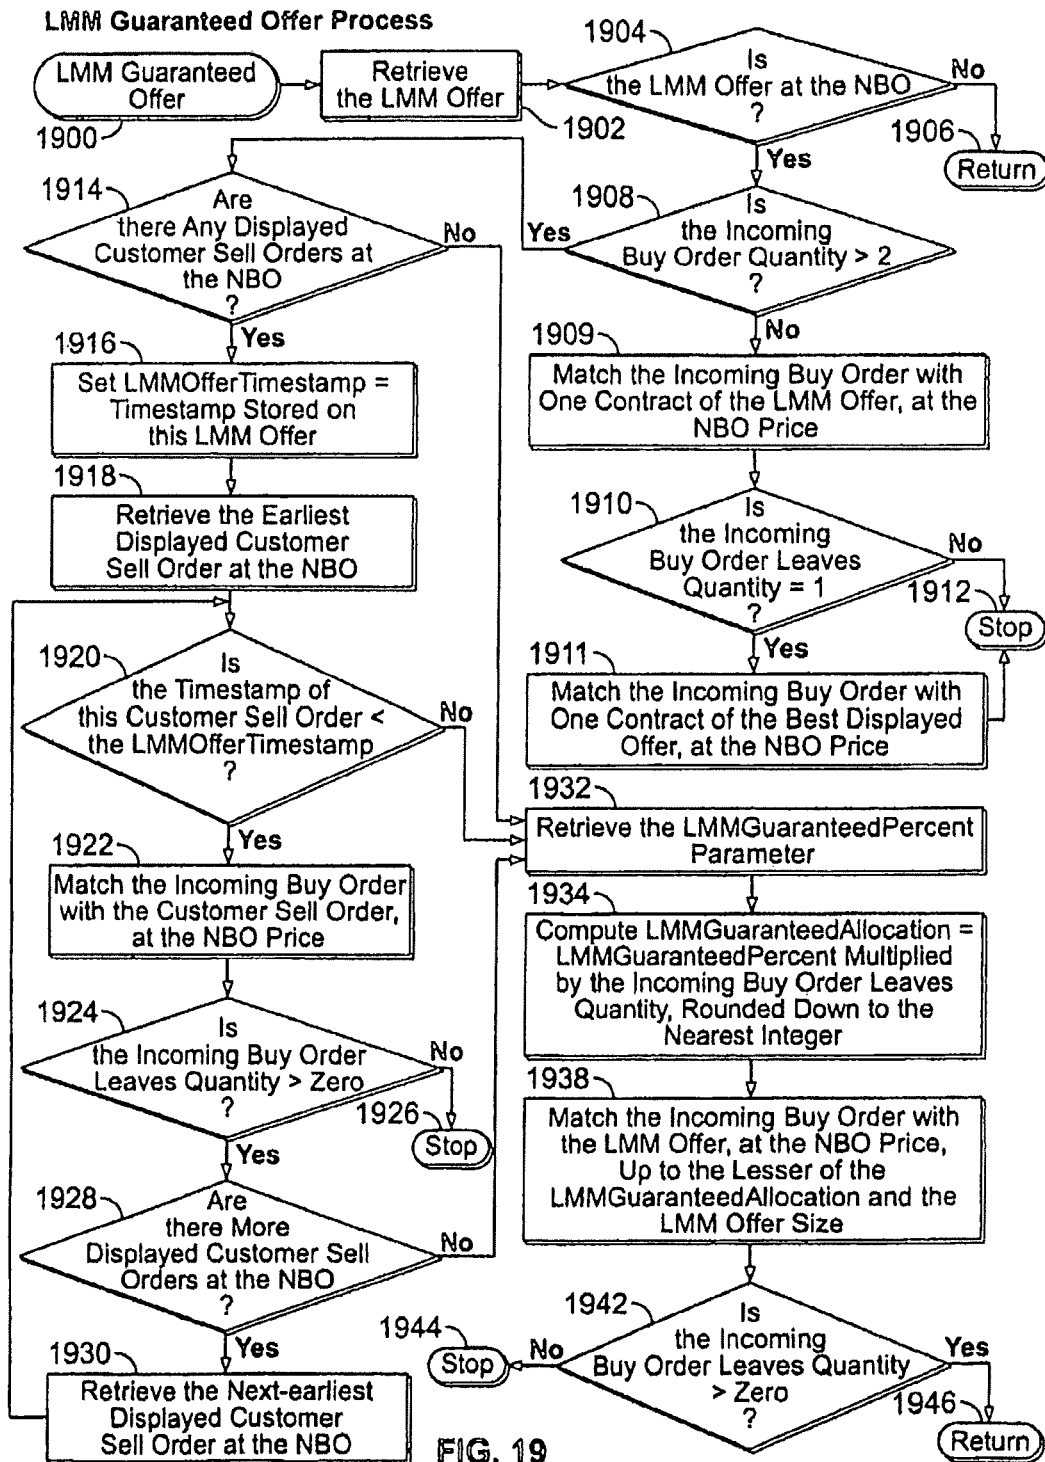 LMM Guaranteed Offer Process
LMM Guaranteed
Offer
1900
Retrieve
the LMM Offer
1902
1904
Is
the LMM Offer at the NBO
?
No
1906
Return
Yes
1908
Is
the Incoming
Buy Order Quantity > 2
?
Yes
No
1909
Match the Incoming Buy Order with
One Contract of the LMM Offer, at the
NBO Price
1910
Is
the Incoming
Buy Order Leaves
Quantity = 1
?
No
1912
Stop
Yes
1911
Match the Incoming Buy Order with
One Contract of the Best Displayed
Offer, at the NBO Price
1914
Are
there Any Displayed
Customer Sell Orders at
the NBO
?
No
Yes
1916
Set LMMOfferTimestamp =
Timestamp Stored on
this LMM Offer
1918
Retrieve the Earliest
Displayed Customer
Sell Order at the NBO
1920
Is
the Timestamp of
this Customer Sell Order <
the LMMOfferTimestamp
?
No
Yes
1922
Match the Incoming Buy Order
with the Customer Sell Order,
at the NBO Price
1924
Is
the Incoming Buy Order
Leaves Quantity > Zero
?
No
1926
Stop
Yes
1928
Are
there More
Displayed Customer Sell
Orders at the NBO
?
No
Yes
1930
Retrieve the Next-earliest
Displayed Customer
Sell Order at the NBO
1932
Retrieve the LMMGuaranteedPercent
Parameter
1934
Compute LMMGuaranteedAllocation =
LMMGuaranteedPercent Multiplied
by the Incoming Buy Order Leaves
Quantity, Rounded Down to the
Nearest Integer
1938
Match the Incoming Buy Order with
the LMM Offer, at the NBO Price,
Up to the Lesser of the
LMMGuaranteedAllocation and the
LMM Offer Size
1942
Is
the Incoming
Buy Order Leaves Quantity
> Zero
?
No
1944
Stop
Yes
1946
Return
FIG. 19